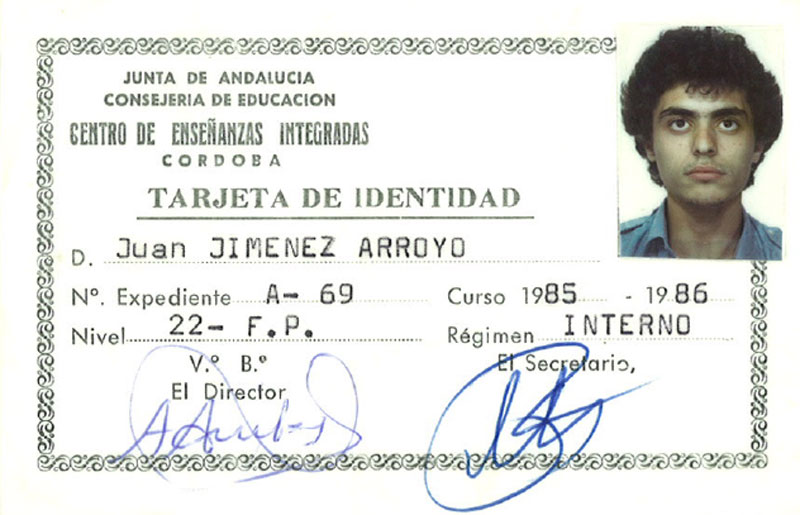 JUNTA DE ANDALUCIA
CONSEJERIA DE EDUCACION
CENTRO DE ENSEÑANZAS INTEGRADAS
CORDOBA
TARJETA DE IDENTIDAD
D. Juan JIMENEZ ARROYO
Nº. Expediente A- 69 Curso 1985 - 1986
Nivel 22- F.P. Régimen INTERNO
V.º B.º El Secretario,
El Director